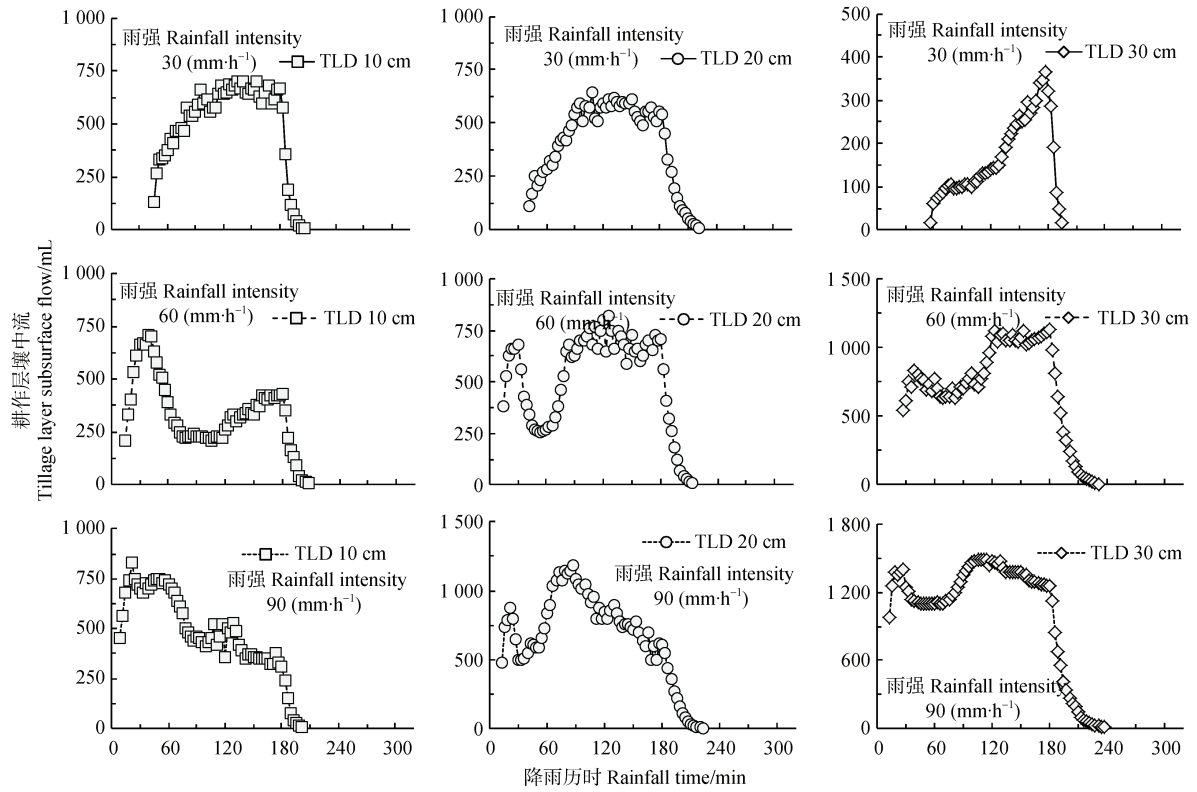 1 000
750
500
250
0
雨强 Rainfall intensity
30 (mm·h⁻¹)
TLD 10 cm
1 000
750
500
250
0
雨强 Rainfall intensity
30 (mm·h⁻¹)
TLD 20 cm
500
400
300
200
100
0
雨强 Rainfall intensity
30 (mm·h⁻¹)
TLD 30 cm
耕作层壤中流
Tillage layer subsurface flow/mL
1 000
750
500
250
0
雨强 Rainfall intensity
60 (mm·h⁻¹)
TLD 10 cm
1 000
750
500
250
0
雨强 Rainfall intensity
60 (mm·h⁻¹)
TLD 20 cm
1 500
1 000
500
0
雨强 Rainfall intensity
60 (mm·h⁻¹)
TLD 30 cm
1 000
750
500
250
0
TLD 10 cm
雨强 Rainfall intensity
90 (mm·h⁻¹)
0 60 120 180 240 300
1 500
1 000
500
0
TLD 20 cm
雨强 Rainfall intensity
90 (mm·h⁻¹)
0 60 120 180 240 300
1 800
1 200
600
0
TLD 30 cm
雨强 Rainfall intensity
90 (mm·h⁻¹)
0 60 120 180 240 300
降雨历时 Rainfall time/min